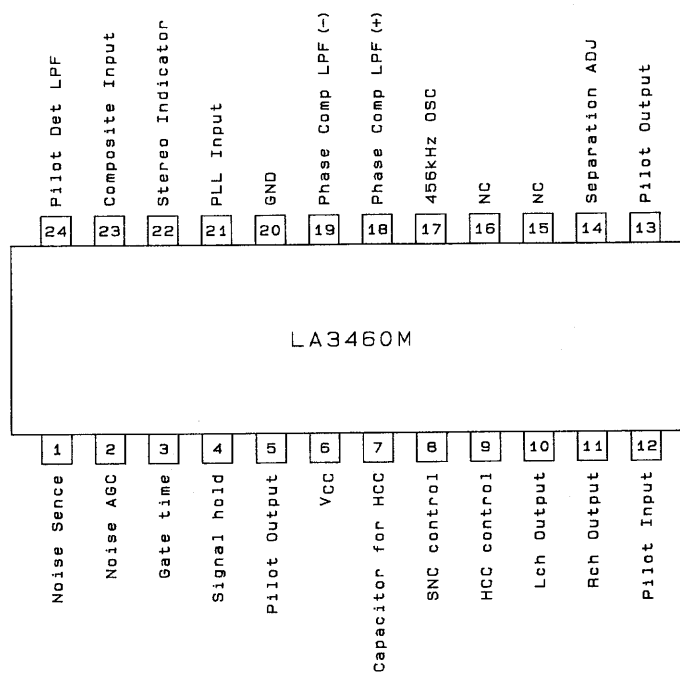 Pilot Det LPF
Composite Input
Stereo Indicator
PLL Input
GND
Phase Comp LPF (-)
Phase Comp LPF (+)
456kHz OSC
NC
NC
Separation ADJ
Pilot Output
24 23 22 21 20 19 18 17 16 15 14 13
LA3460M
1 2 3 4 5 6 7 8 9 10 11 12
Noise Sence
Noise AGC
Gate time
Signal hold
Pilot Output
VCC
Capacitor for HCC
SNC control
HCC control
Lch Output
Rch Output
Pilot Input